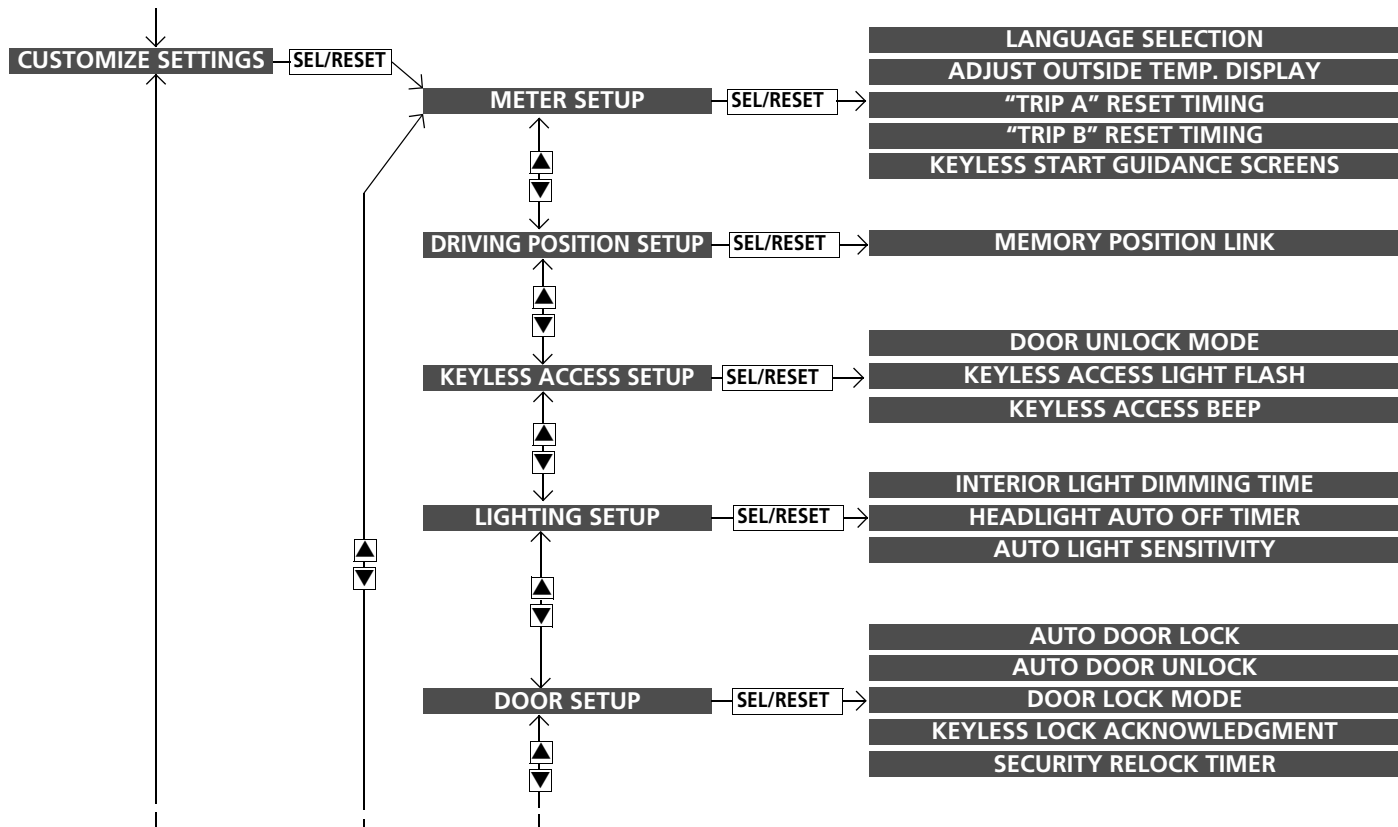 CUSTOMIZE SETTINGS
SEL/RESET
METER SETUP
SEL/RESET
LANGUAGE SELECTION
ADJUST OUTSIDE TEMP. DISPLAY
“TRIP A” RESET TIMING
“TRIP B” RESET TIMING
KEYLESS START GUIDANCE SCREENS
DRIVING POSITION SETUP
SEL/RESET
MEMORY POSITION LINK
KEYLESS ACCESS SETUP
SEL/RESET
DOOR UNLOCK MODE
KEYLESS ACCESS LIGHT FLASH
KEYLESS ACCESS BEEP
LIGHTING SETUP
SEL/RESET
INTERIOR LIGHT DIMMING TIME
HEADLIGHT AUTO OFF TIMER
AUTO LIGHT SENSITIVITY
DOOR SETUP
SEL/RESET
AUTO DOOR LOCK
AUTO DOOR UNLOCK
DOOR LOCK MODE
KEYLESS LOCK ACKNOWLEDGMENT
SECURITY RELOCK TIMER